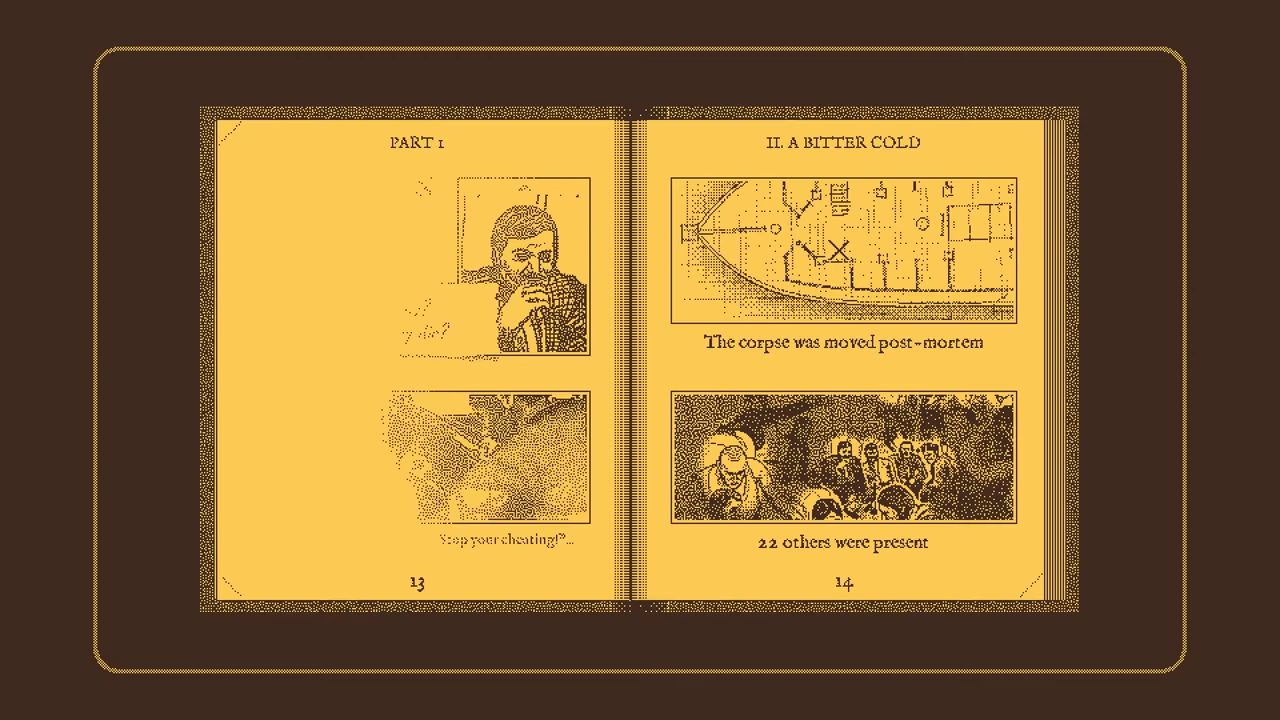 PART 1
Stop your cheating!"...
13
II. A BITTER COLD
The corpse was moved post-mortem
22 others were present
14